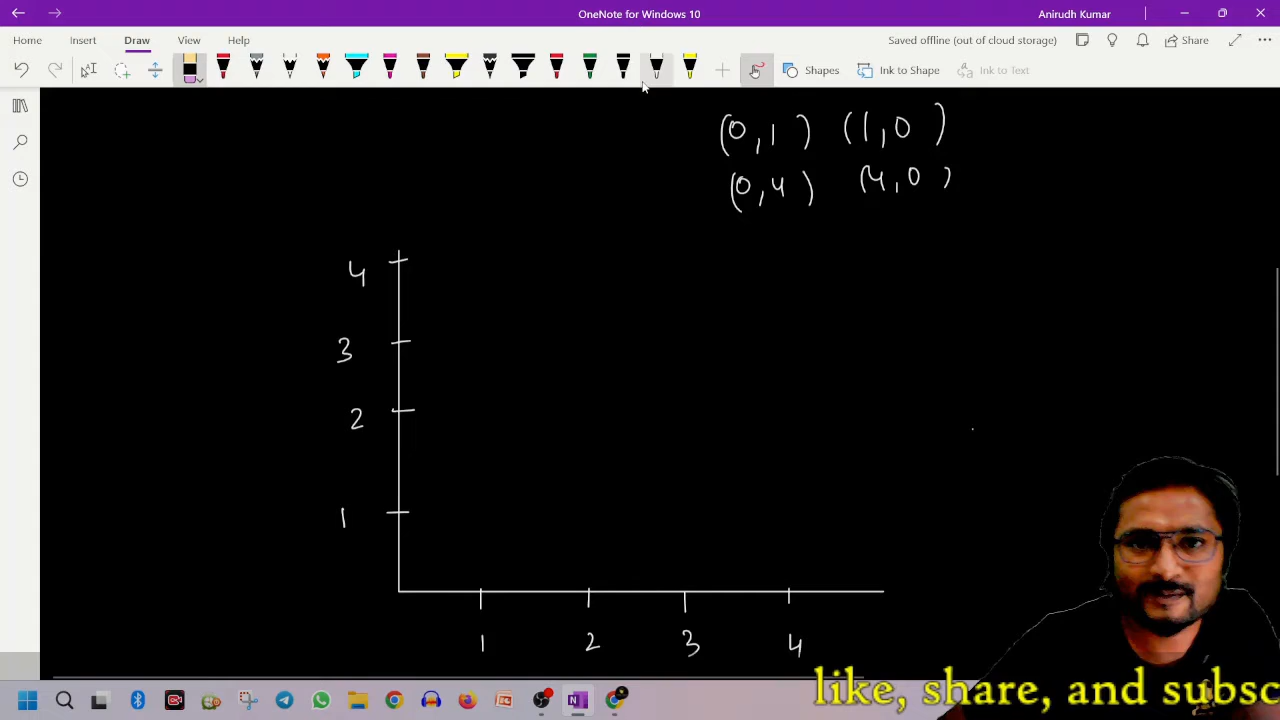 OneNote for Windows 10
Anirudh Kumar
Home Insert Draw View Help
Saved offline (out of cloud storage)
Share
Shapes
Ink to Shape
Ink to Text
(0,1) (1,0)
(0,4) (4,0)
4
3
2
1
1 2 3 4
like, share, and subsc